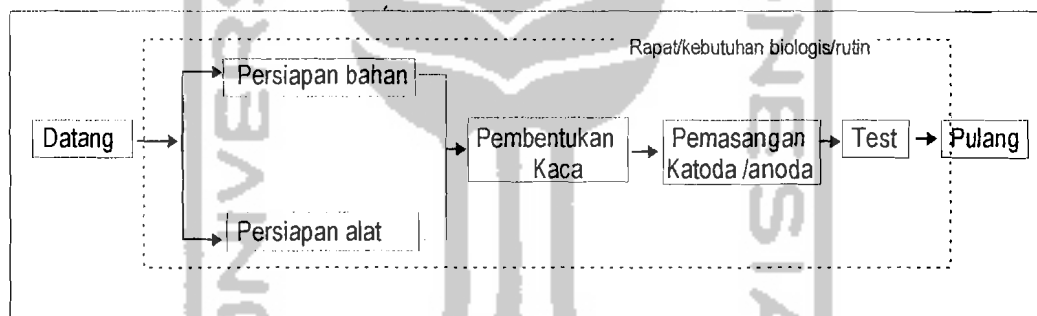 Rapat/kebutuhan biologis/rutin
Persiapan bahan
Datang
Pembentukan
Kaca
Pemasangan
Katoda /anoda
Test
Pulang
Persiapan alat